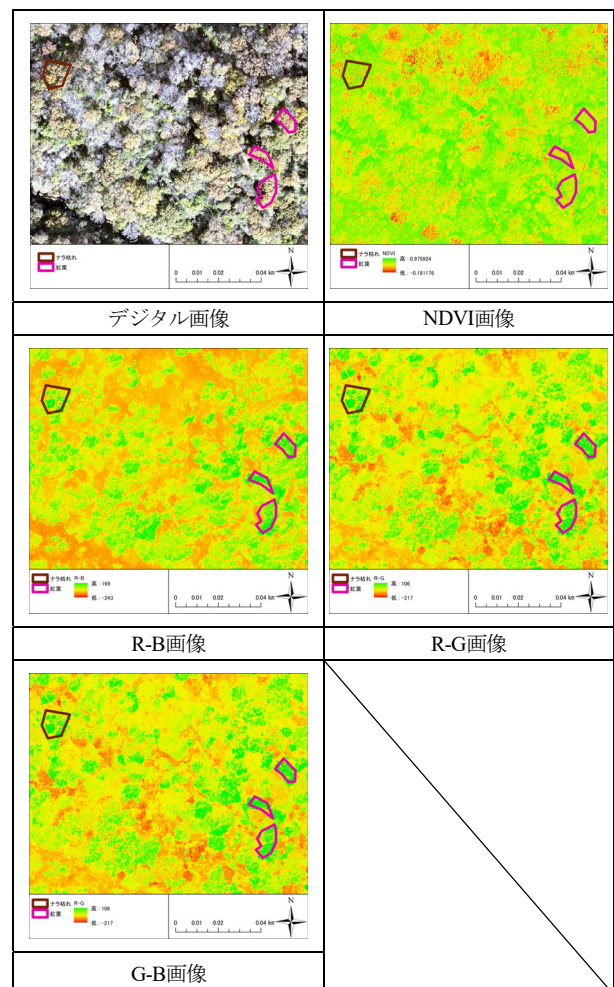 ナラ枯れ
紅葉
0 0.01 0.02 0.04 km
N
デジタル画像
ナラ枯れ NDVI
紅葉
高 : 0.975924
低 : -0.181176
0 0.01 0.02 0.04 km
N
NDVI画像
ナラ枯れ R-B
紅葉
高 : 169
低 : -243
0 0.01 0.02 0.04 km
N
R-B画像
ナラ枯れ R-G
紅葉
高 : 106
低 : -217
0 0.01 0.02 0.04 km
N
R-G画像
ナラ枯れ R-G
紅葉
高 : 106
低 : -217
0 0.01 0.02 0.04 km
N
G-B画像